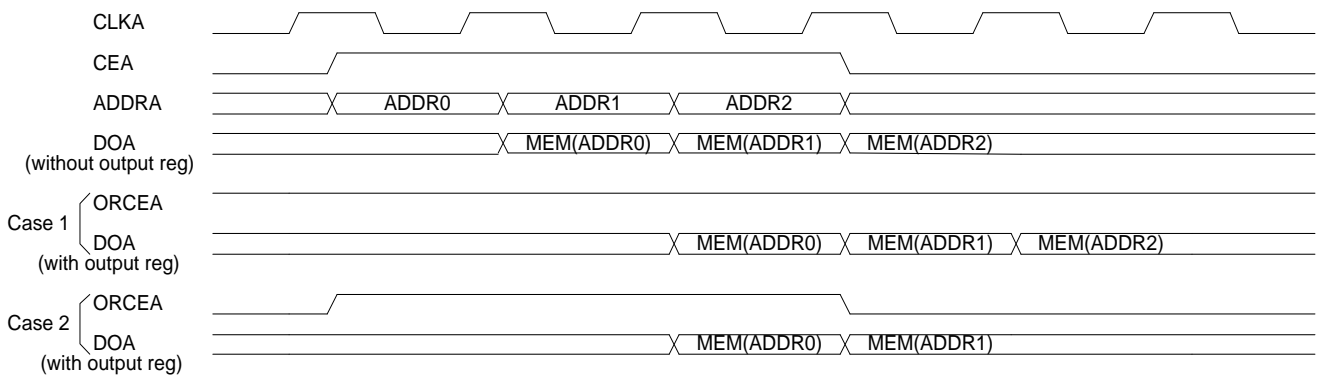 CLKA
CEA
ADDRA ADDR0 ADDR1 ADDR2
DOA MEM(ADDR0) MEM(ADDR1) MEM(ADDR2)
(without output reg)
ORCEA
Case 1
DOA MEM(ADDR0) MEM(ADDR1) MEM(ADDR2)
(with output reg)
ORCEA
Case 2
DOA MEM(ADDR0) MEM(ADDR1)
(with output reg)